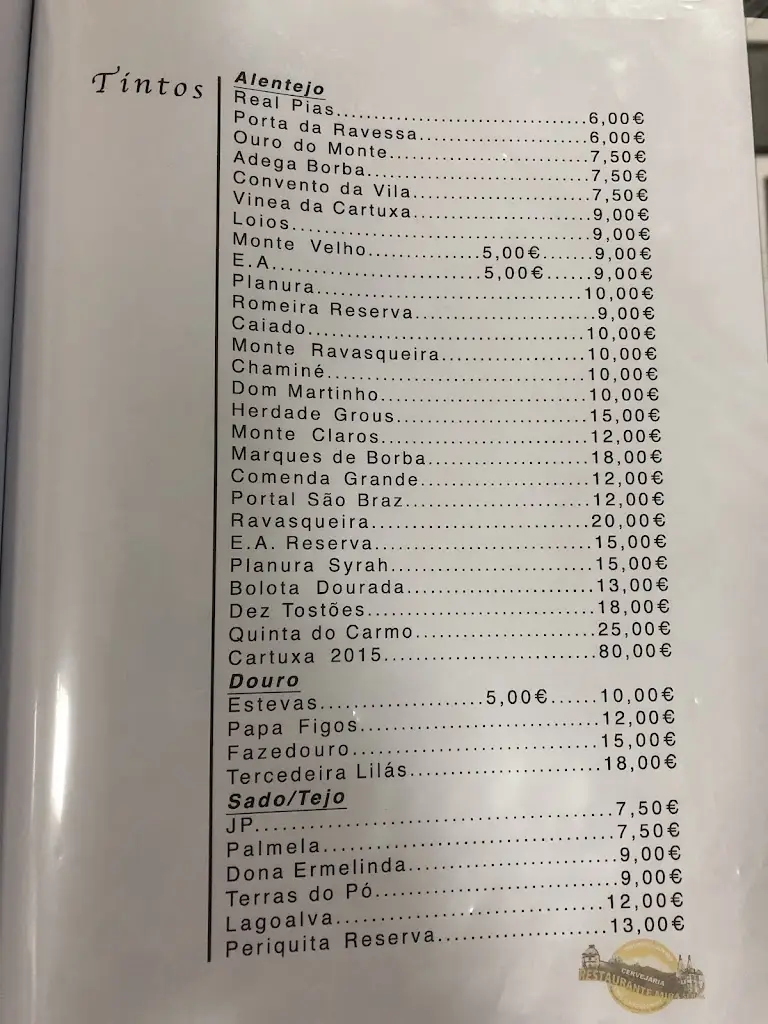 Tintos
Alentejo
Real Pias..................................6,00€
Porta da Ravessa.......................6,00€
Ouro do Monte...........................7,50€
Adega Borba..............................7,50€
Convento da Vila........................7,50€
Vinea da Cartuxa........................9,00€
Loios........................................9,00€
Monte Velho...............5,00€.......9,00€
E.A...........................5,00€......9,00€
Planura....................................10,00€
Romeira Reserva........................9,00€
Caiado.....................................10,00€
Monte Ravasqueira....................10,00€
Chaminé...................................10,00€
Dom Martinho............................10,00€
Herdade Grous..........................15,00€
Monte Claros.............................12,00€
Marques de Borba......................18,00€
Comenda Grande.......................12,00€
Portal São Braz.........................12,00€
Ravasqueira..............................20,00€
E.A. Reserva.............................15,00€
Planura Syrah...........................15,00€
Bolota Dourada.........................13,00€
Dez Tostões..............................18,00€
Quinta do Carmo........................25,00€
Cartuxa 2015............................80,00€
Douro
Estevas.....................5,00€......10,00€
Papa Figos................................12,00€
Fazedouro.................................15,00€
Tercedeira Lilás.........................18,00€
Sado/Tejo
JP............................................7,50€
Palmela.....................................7,50€
Dona Ermelinda..........................9,00€
Terras do Pó..............................9,00€
Lagoalva...................................12,00€
Periquita Reserva.......................13,00€
CERVEJARIA
RESTAURANTE